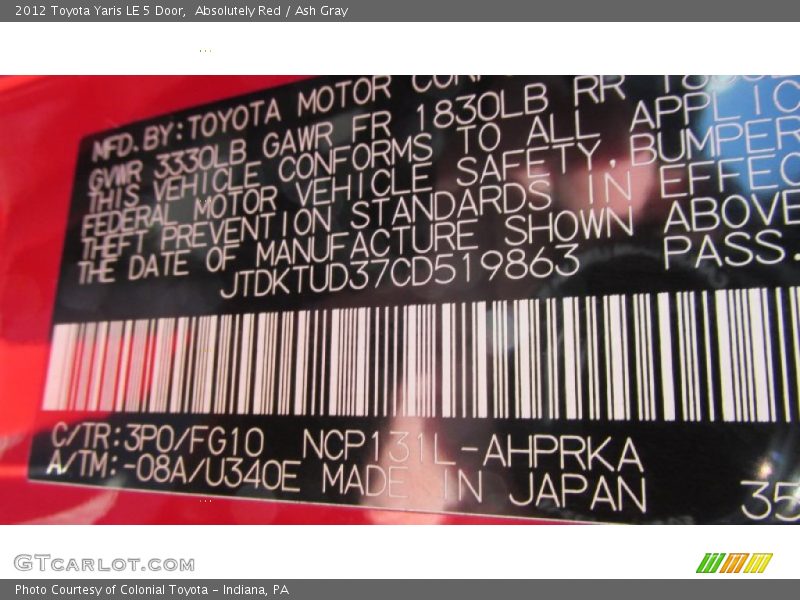 2012 Toyota Yaris LE 5 Door,  Absolutely Red / Ash Gray
MFD. BY: TOYOTA MOTOR
GVWR 3330LB GAWR FR 1830LB RR
THIS VEHICLE CONFORMS TO ALL
FEDERAL MOTOR VEHICLE SAFETY, BUMPER
THEFT PREVENTION STANDARDS IN
THE DATE OF MANUFACTURE SHOWN ABOVE
JTDKTUD37CD519863 PASS.
C/TR: 3P0/FG10 NCP131L-AHPRKA
A/TM: -08A/U340E MADE IN JAPAN
35
GTCARLOT.COM
Photo Courtesy of Colonial Toyota - Indiana, PA